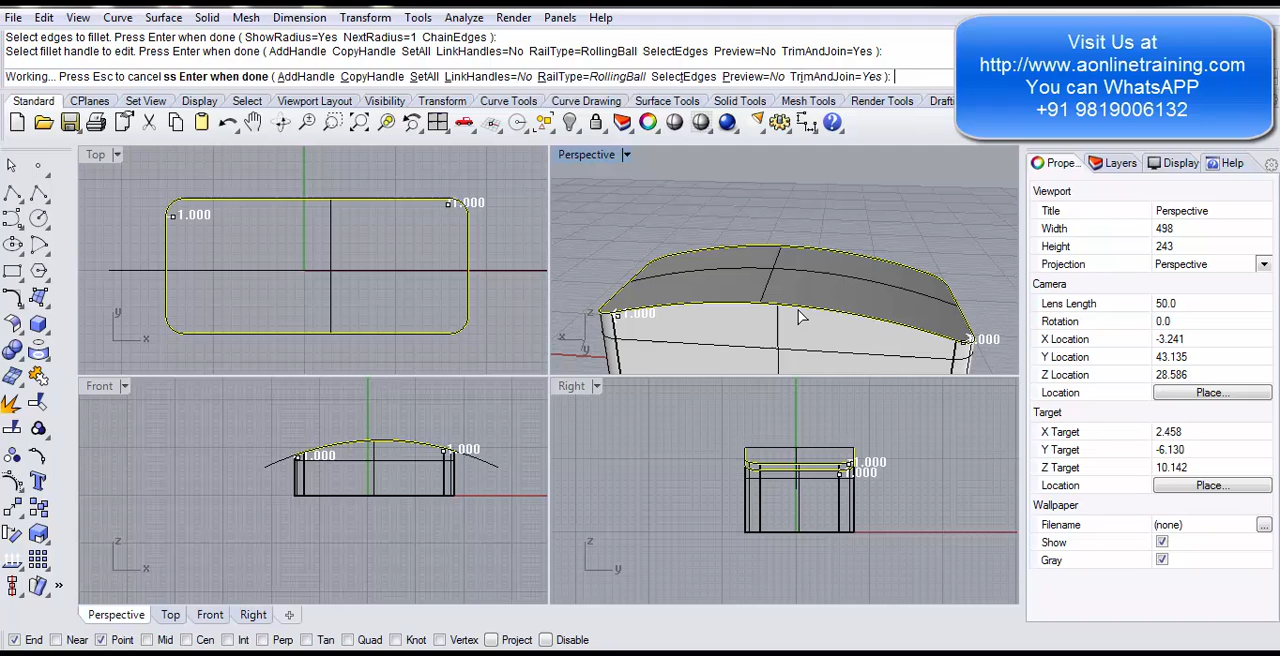 File Edit View Curve Surface Solid Mesh Dimension Transform Tools Analyze Render Panels Help
Select edges to fillet. Press Enter when done ( ShowRadius=Yes NextRadius=1 ChainEdges ):
Select fillet handle to edit. Press Enter when done ( AddHandle CopyHandle SetAll LinkHandles=No RailType=RollingBall SelectEdges Preview=No TrimAndJoin=Yes ):
Working... Press Esc to cancel ss Enter when done ( AddHandle CopyHandle SetAll LinkHandles=No RailType=RollingBall SelectEdges Preview=No TrimAndJoin=Yes ):
Visit Us at
http://www.aonlinetraining.com
You can WhatsAPP
+91 9819006132
Standard CPlanes Set View Display Select Viewport Layout Visibility Transform Curve Tools Curve Drawing Surface Tools Solid Tools Mesh Tools Render Tools Drafti
Top
1.000
1.000
y
x
Perspective
1.000
z
x
y
Front
1.000
1.000
z
x
Right
1.000
1.000
z
y
Prope... Layers Display Help
Viewport
Title Perspective
Width 498
Height 243
Projection Perspective
Camera
Lens Length 50.0
Rotation 0.0
X Location -3.241
Y Location 43.135
Z Location 28.586
Location Place...
Target
X Target 2.458
Y Target -6.130
Z Target 10.142
Location Place...
Wallpaper
Filename (none) ...
Show
Gray
Perspective Top Front Right
End Near Point Mid Cen Int Perp Tan Quad Knot Vertex Project Disable